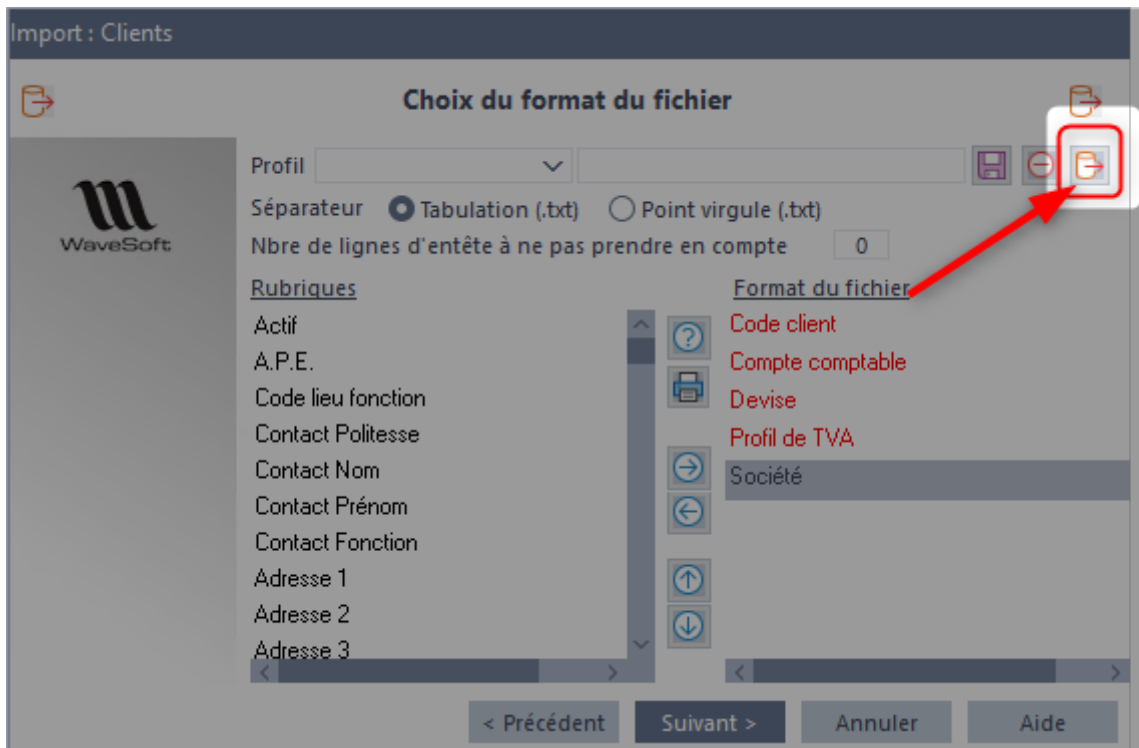 Import : Clients
Choix du format du fichier
Profil
Séparateur Tabulation (.txt) Point virgule (.txt)
Nbre de lignes d'entête à ne pas prendre en compte 0
WaveSoft
Rubriques
Actif
A.P.E.
Code lieu fonction
Contact Politesse
Contact Nom
Contact Prénom
Contact Fonction
Adresse 1
Adresse 2
Adresse 3
Format du fichier
Code client
Compte comptable
Devise
Profil de TVA
Société
< Précédent Suivant > Annuler Aide